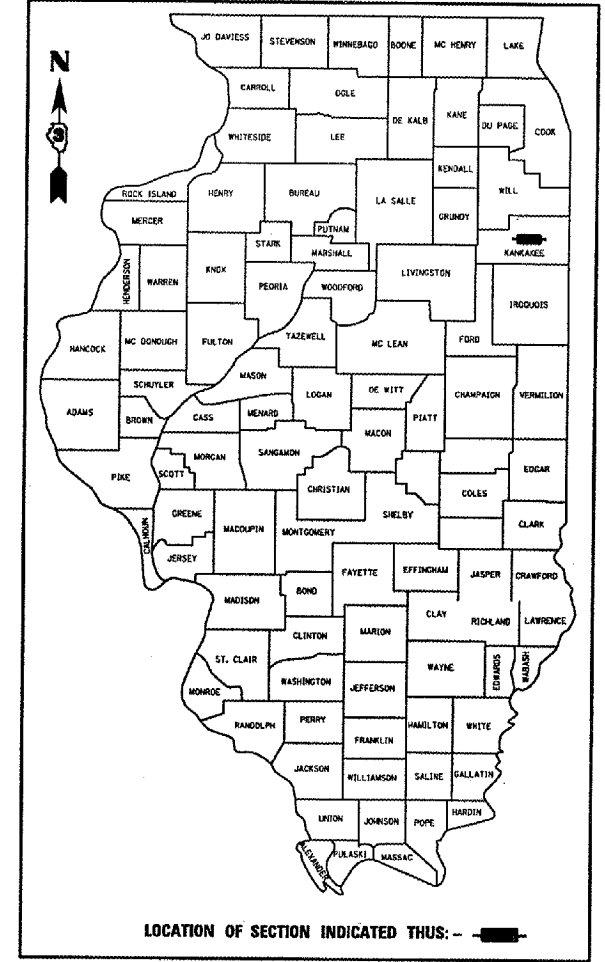 JO DAVIESS STEVENSON WINNEBAGO BOONE MC HENRY LAKE
N
CARROLL OGLE DE KALB KANE DU PAGE COOK
3
WHITESIDE LEE
KENDALL
ROCK ISLAND HENRY BUREAU LA SALLE WILL
MERCER GRUNDY
PUTNAM
STARK MARSHALL KANKAKEE
HENDERSON WARREN KNOX LIVINGSTON
PEORIA WOODFORD IROQUOIS
HANCOCK MC DONOUGH FULTON TAZEWELL MC LEAN FORD
MASON
SCHUYLER LOGAN DE WITT CHAMPAIGN VERMILION
ADAMS BROWN CASS MENARD PIATT
MACON
MORGAN SANGAMON EDGAR
PIKE SCOTT CHRISTIAN COLES
GREENE MACOUPIN MONTGOMERY SHELBY CLARK
CALHOUN
JERSEY
FAYETTE EFFINGHAM JASPER CRAWFORD
MADISON BOND
CLAY RICHLAND LAWRENCE
CLINTON MARION
ST. CLAIR WAYNE EDWARDS WABASH
MONROE WASHINGTON JEFFERSON
RANDOLPH PERRY HAMILTON WHITE
FRANKLIN
JACKSON WILLIAMSON SALINE GALLATIN
UNION JOHNSON POPE HARDIN
ALEXANDER PULASKI MASSAC
LOCATION OF SECTION INDICATED THUS: -